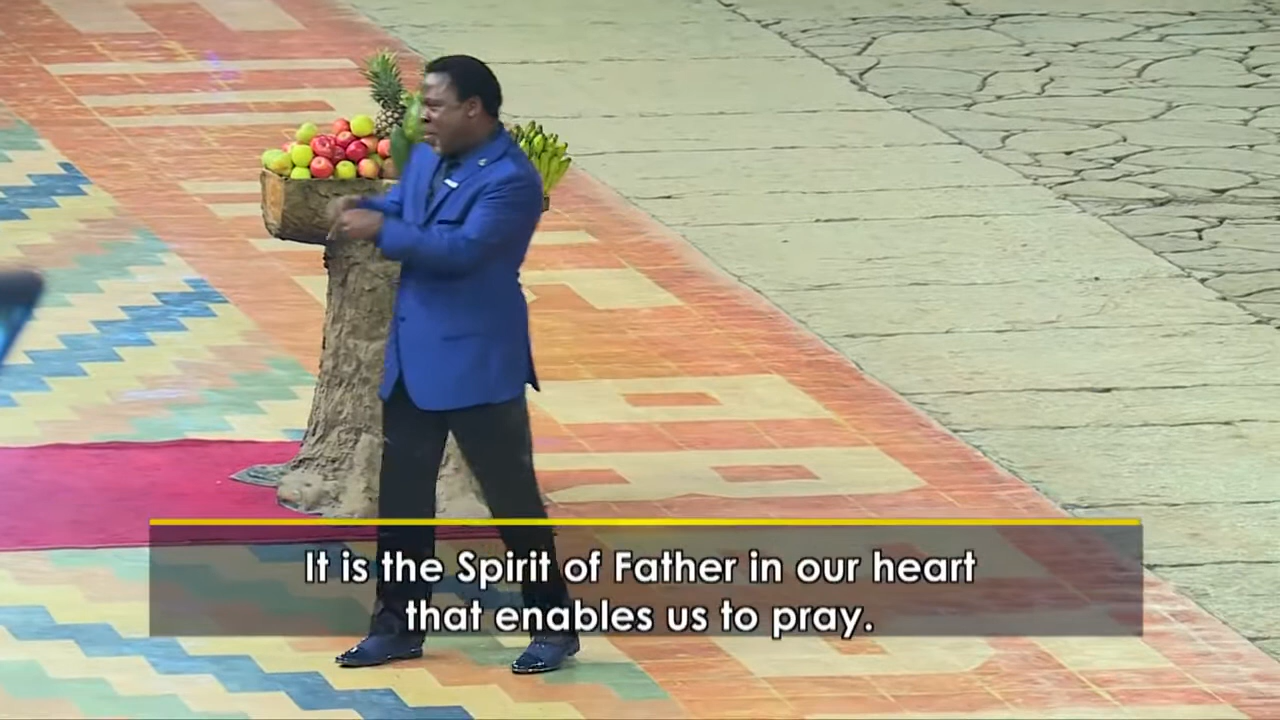 It is the Spirit of Father in our heart
that enables us to pray.